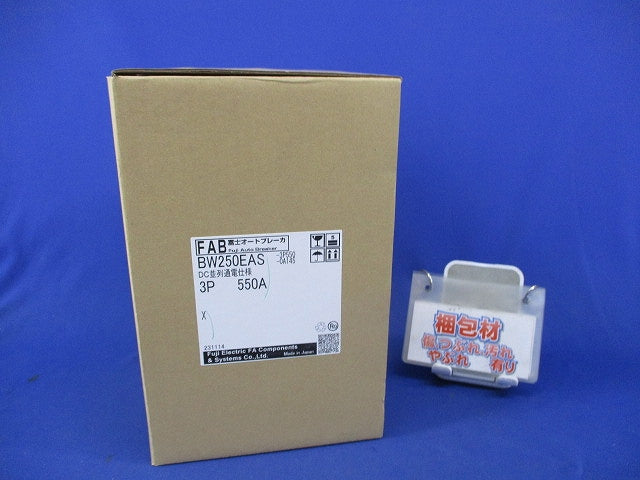 FAB 富士オートブレーカ
Fuji Auto Breaker
BW250EAS -3P550
-0A14S
DC並列通電仕様
3P 550A
X
231114
Fuji Electric FA Components
& Systems Co.,Ltd. Made in Japan
梱包材
傷つぶれ汚れ
やぶれ 有り